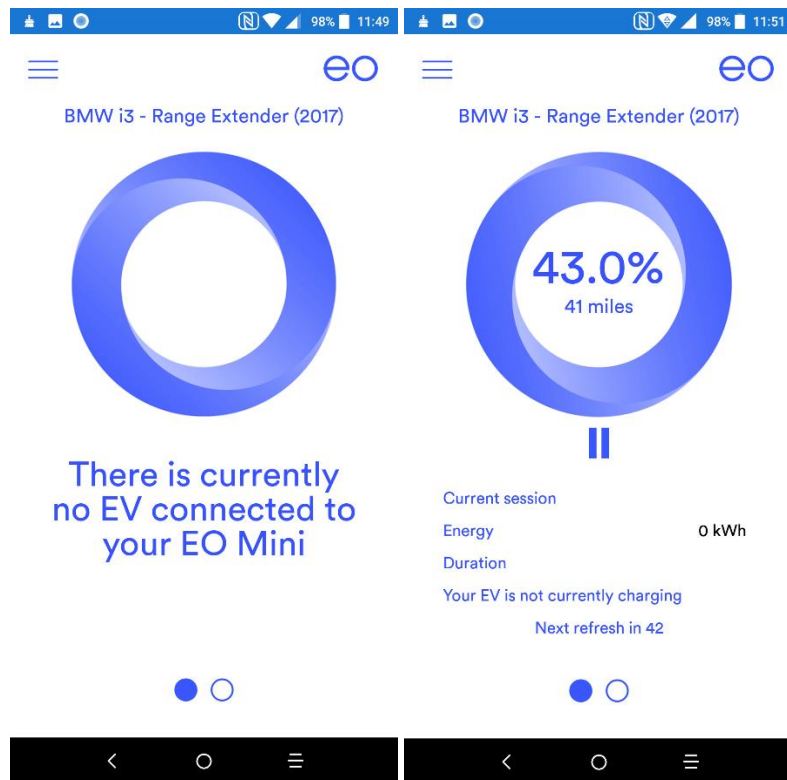 98% 11:49
eo
BMW i3 - Range Extender (2017)
There is currently
no EV connected to
your EO Mini
98% 11:51
eo
BMW i3 - Range Extender (2017)
43.0%
41 miles
Current session
Energy 0 kWh
Duration
Your EV is not currently charging
Next refresh in 42